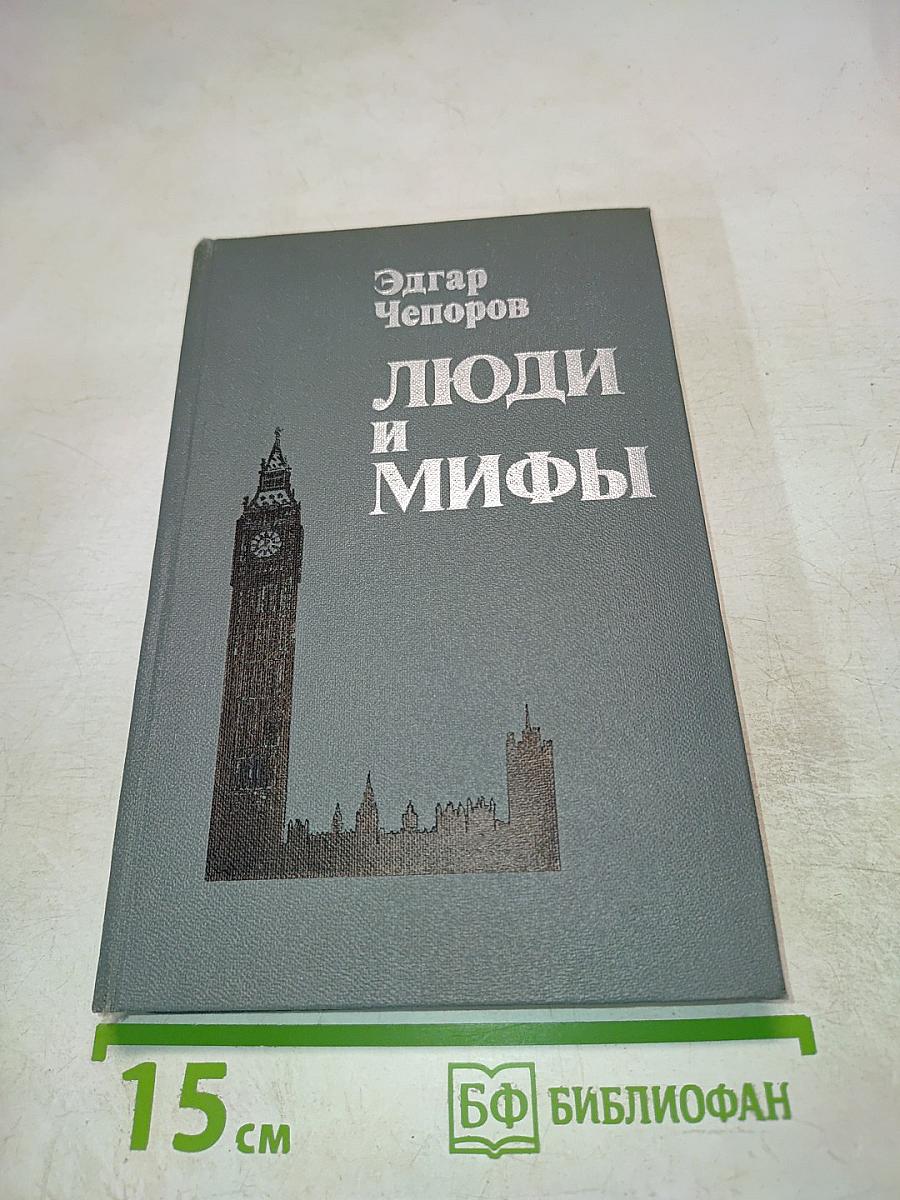 Эдгар
Чепоров
ЛЮДИ
и
МИФЫ
15 см
БФ БИБЛИОФАН